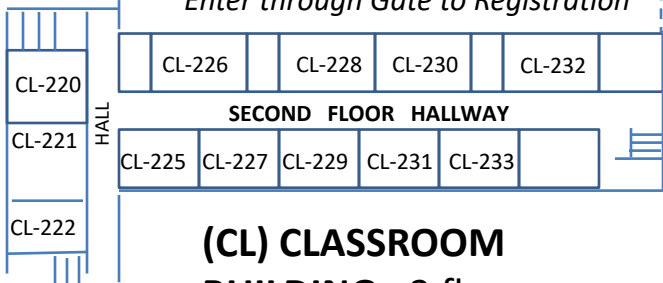 Enter through Gate to Registration
CL-226 CL-228 CL-230 CL-232
CL-220
SECOND FLOOR HALLWAY
HALL
CL-221
CL-225 CL-227 CL-229 CL-231 CL-233
CL-222
(CL) CLASSROOM